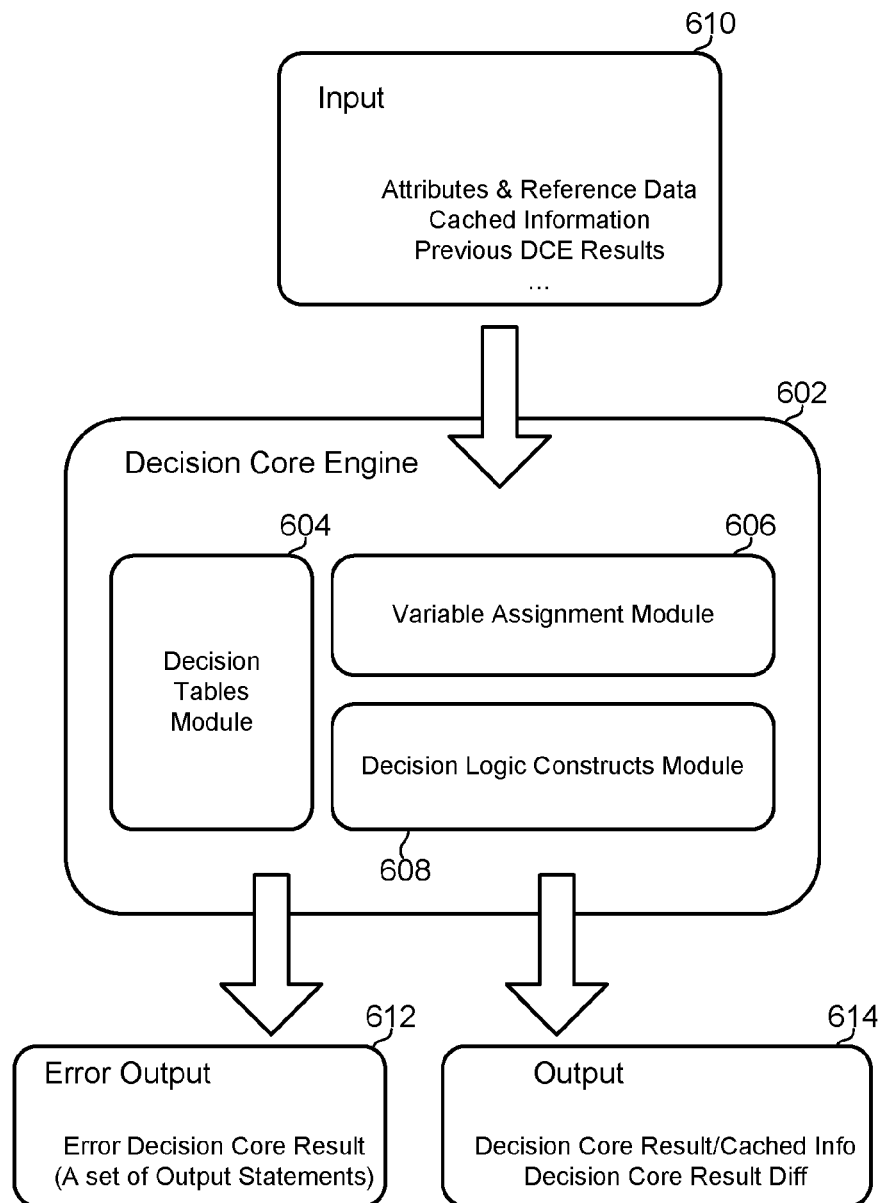 610
Input
Attributes & Reference Data
Cached Information
Previous DCE Results
...
602
Decision Core Engine
604
606
Decision
Tables
Module
Variable Assignment Module
Decision Logic Constructs Module
608
612
614
Error Output
Error Decision Core Result
(A set of Output Statements)
Output
Decision Core Result/Cached Info
Decision Core Result Diff